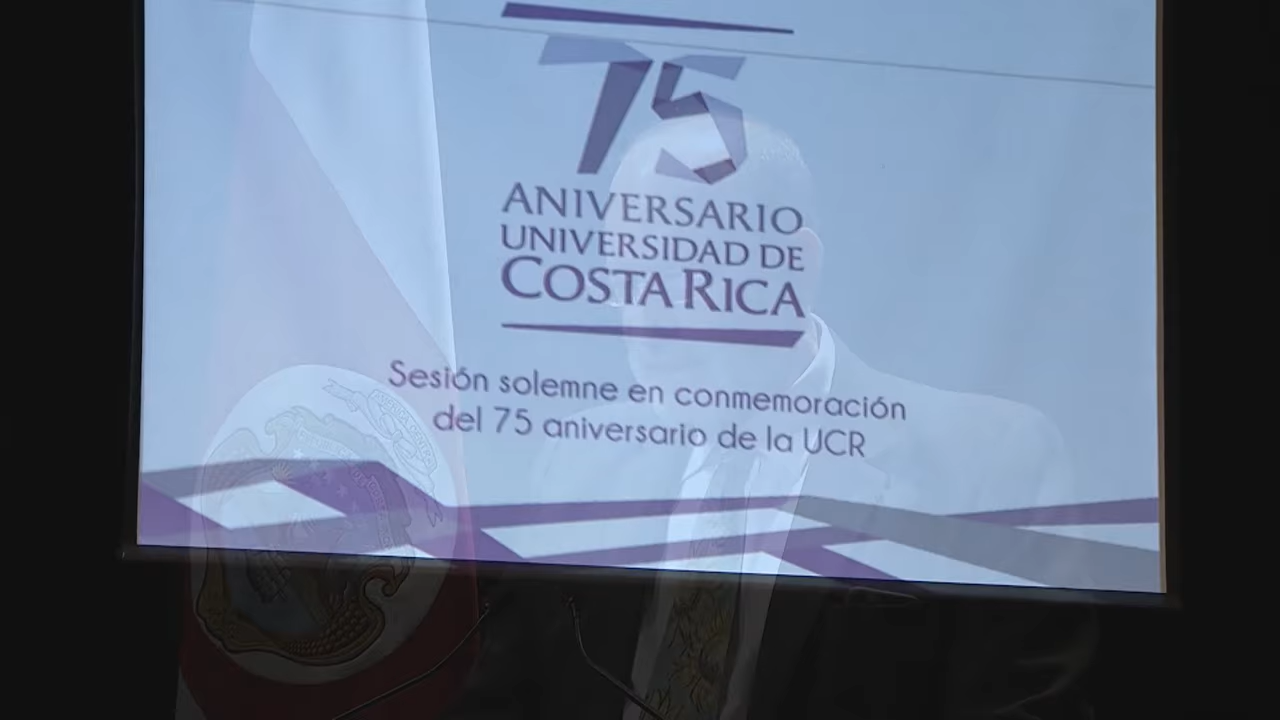 75
ANIVERSARIO
UNIVERSIDAD DE
COSTA RICA
Sesión solemne en conmemoración
del 75 aniversario de la UCR